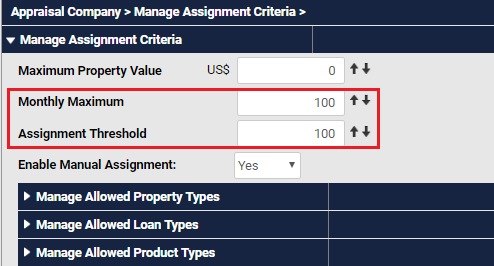 Appraisal Company > Manage Assignment Criteria >
Manage Assignment Criteria
Maximum Property Value US$ 0
Monthly Maximum 100
Assignment Threshold 100
Enable Manual Assignment: Yes
Manage Allowed Property Types
Manage Allowed Loan Types
Manage Allowed Product Types